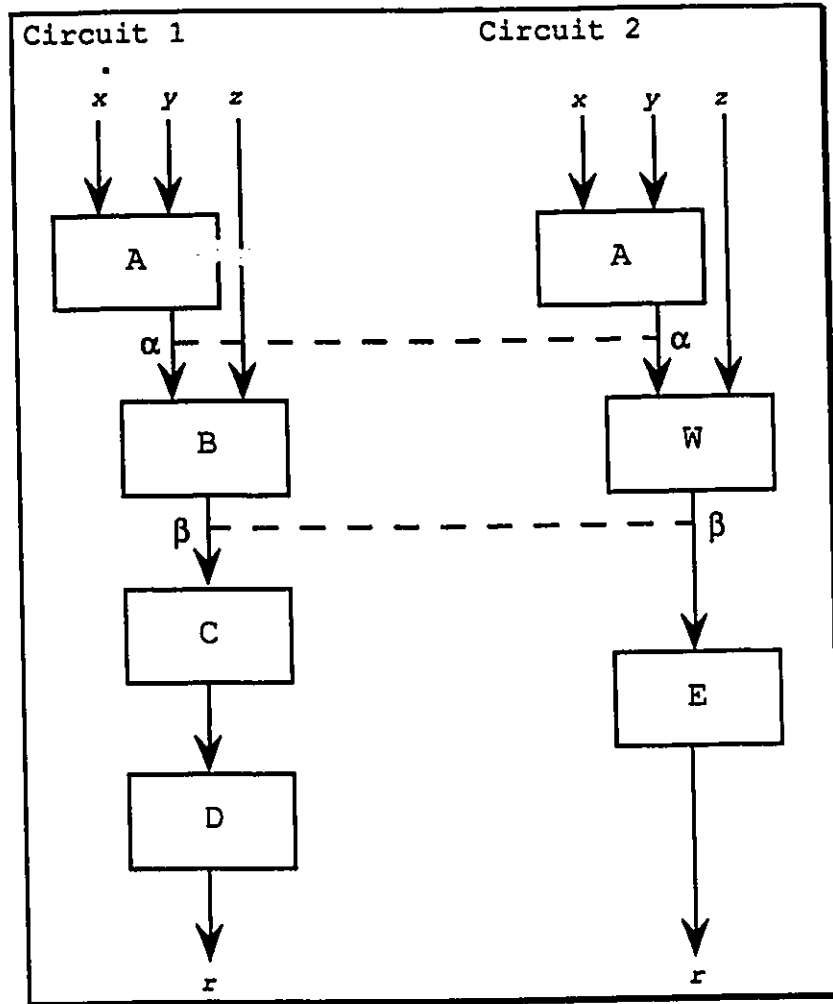 Circuit 1 Circuit 2
x y z x y z
A A
α α
B W
β β
C
E
D
r r